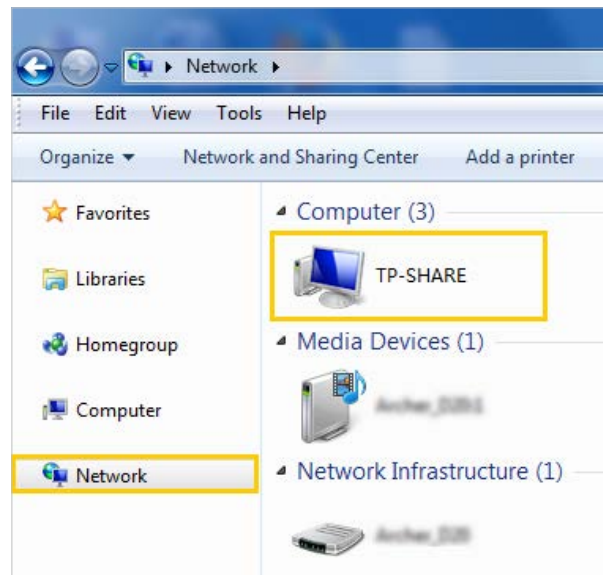 Network
File Edit View Tools Help
Organize Network and Sharing Center Add a printer
Favorites
Libraries
Homegroup
Computer
Network
Computer (3)
TP-SHARE
Media Devices (1)
Network Infrastructure (1)